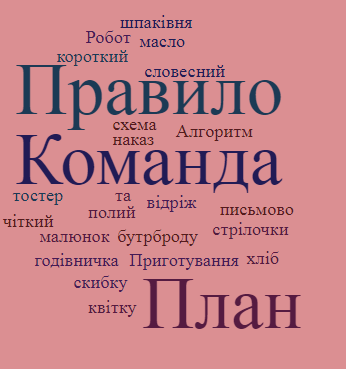 шпаківня
Робот масло
короткий
словесний
Правило
схема Алгоритм
наказ
Команда
тостер та відріж
полий письмово
чіткий стрілочки
малюнок бутрброду
годівничка Приготування хліб
скибку
квітку План